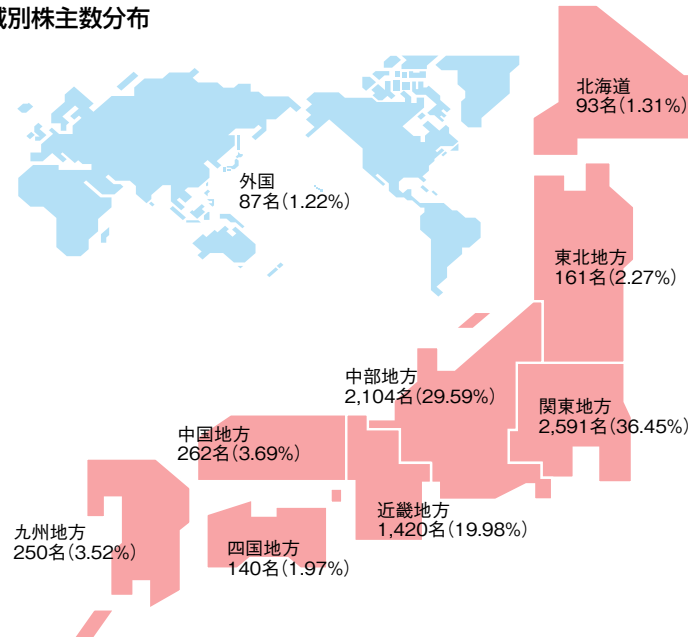 域別株主数分布
北海道
93名(1.31%)
外国
87名(1.22%)
東北地方
161名(2.27%)
中部地方
2,104名(29.59%)
関東地方
2,591名(36.45%)
中国地方
262名(3.69%)
近畿地方
1,420名(19.98%)
九州地方
250名(3.52%)
四国地方
140名(1.97%)